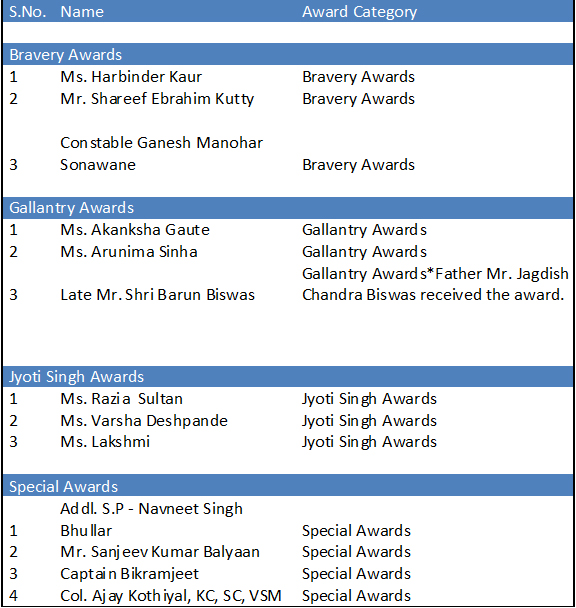 S.No. Name Award Category
Bravery Awards
1 Ms. Harbinder Kaur Bravery Awards
2 Mr. Shareef Ebrahim Kutty Bravery Awards
Constable Ganesh Manohar
3 Sonawane Bravery Awards
Gallantry Awards
1 Ms. Akanksha Gaute Gallantry Awards
2 Ms. Arunima Sinha Gallantry Awards
Gallantry Awards*Father Mr. Jagdish
3 Late Mr. Shri Barun Biswas Chandra Biswas received the award.
Jyoti Singh Awards
1 Ms. Razia Sultan Jyoti Singh Awards
2 Ms. Varsha Deshpande Jyoti Singh Awards
3 Ms. Lakshmi Jyoti Singh Awards
Special Awards
Addl. S.P - Navneet Singh
1 Bhullar Special Awards
2 Mr. Sanjeev Kumar Balyaan Special Awards
3 Captain Bikramjeet Special Awards
4 Col. Ajay Kothiyal, KC, SC, VSM Special Awards